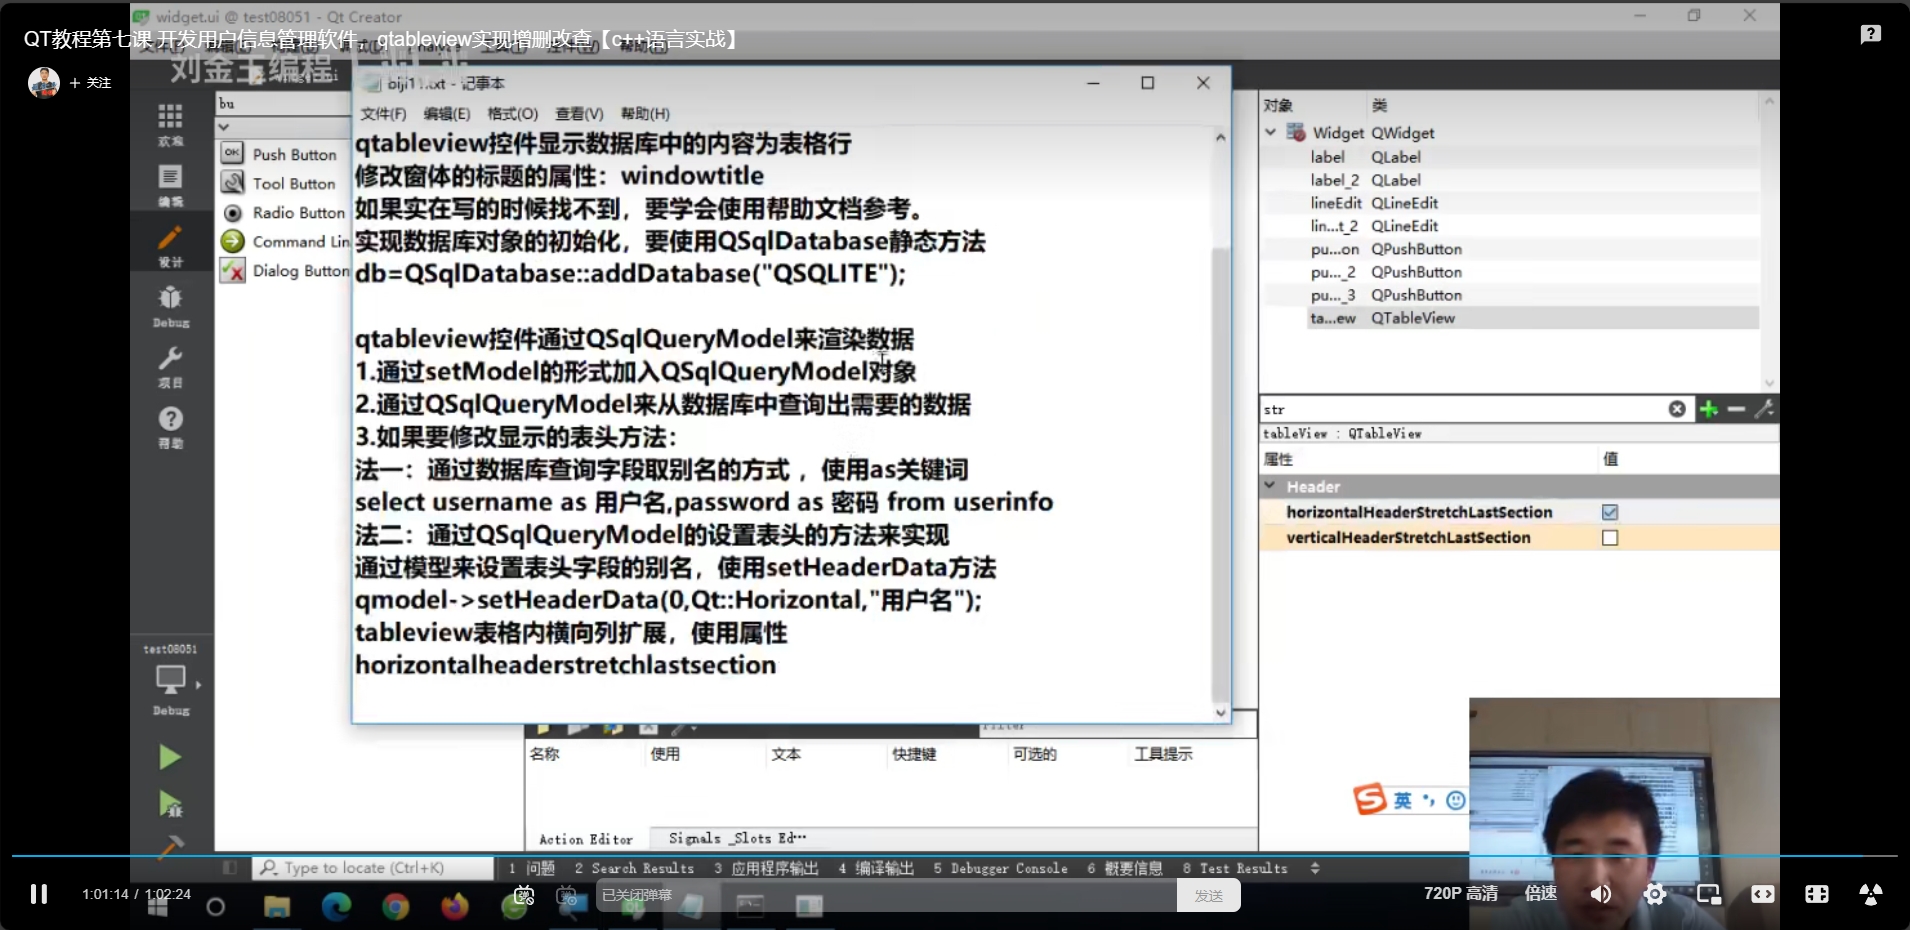 widget.ui @ test08051 - Qt Creator
QT教程第七课 开发用户信息管理软件，qtableview实现增删改查【c++语言实战】
刘金玉编程
+ 关注
biji11.txt - 记事本
文件(F) 编辑(E) 格式(O) 查看(V) 帮助(H)
qtableview控件显示数据库中的内容为表格行
修改窗体的标题的属性：windowtitle
如果实在写的时候找不到，要学会使用帮助文档参考。
实现数据库对象的初始化，要使用QSqlDatabase静态方法
db=QSqlDatabase::addDatabase("QSQLITE");
qtableview控件通过QSqlQueryModel来渲染数据
1.通过setModel的形式加入QSqlQueryModel对象
2.通过QSqlQueryModel来从数据库中查询出需要的数据
3.如果要修改显示的表头方法：
法一：通过数据库查询字段取别名的方式 ，使用as关键词
select username as 用户名,password as 密码 from userinfo
法二：通过QSqlQueryModel的设置表头的方法来实现
通过模型来设置表头字段的别名，使用setHeaderData方法
qmodel->setHeaderData(0,Qt::Horizontal,"用户名");
tableview表格内横向列扩展，使用属性
horizontalheaderstretchlastsection
欢迎
编辑
设计
Debug
项目
帮助
test08051
Debug
bu
Push Button
Tool Button
Radio Button
Command Lin
Dialog Button
对象 类
Widget QWidget
label QLabel
label_2 QLabel
lineEdit QLineEdit
lin...t_2 QLineEdit
pu...on QPushButton
pu..._2 QPushButton
pu..._3 QPushButton
ta...ew QTableView
str
tableView : QTableView
属性 值
Header
horizontalHeaderStretchLastSection
verticalHeaderStretchLastSection
名称 使用 文本 快捷键 可选的 工具提示
英
Action Editor Signals _Slots Ed…
Type to locate (Ctrl+K) 1 问题 2 Search Results 3 应用程序输出 4 编译输出 5 Debugger Console 6 概要信息 8 Test Results
1:01:14 / 1:02:24 已关闭弹幕 发送 720P 高清 倍速